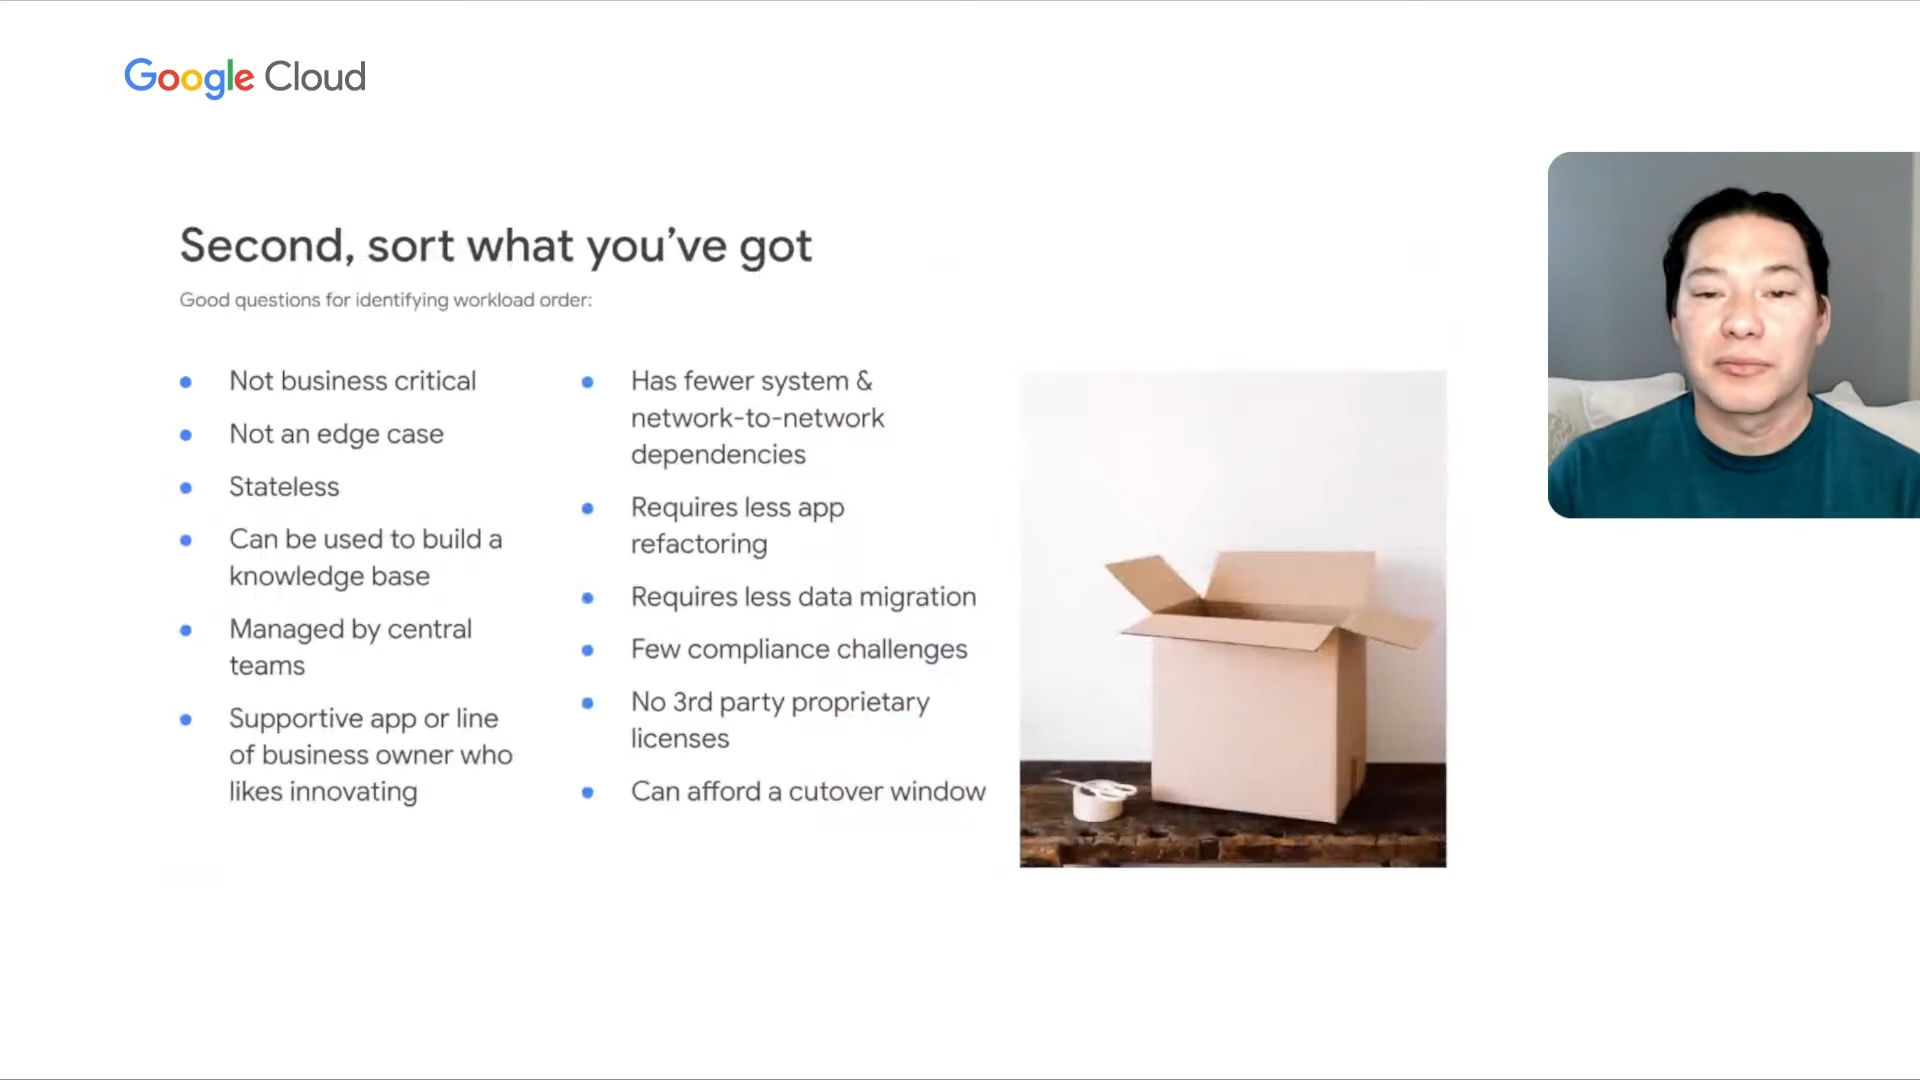 Google Cloud
Second, sort what you’ve got
Good questions for identifying workload order:
Not business critical
Not an edge case
Stateless
Can be used to build a
knowledge base
Managed by central
teams
Supportive app or line
of business owner who
likes innovating
Has fewer system &
network-to-network
dependencies
Requires less app
refactoring
Requires less data migration
Few compliance challenges
No 3rd party proprietary
licenses
Can afford a cutover window